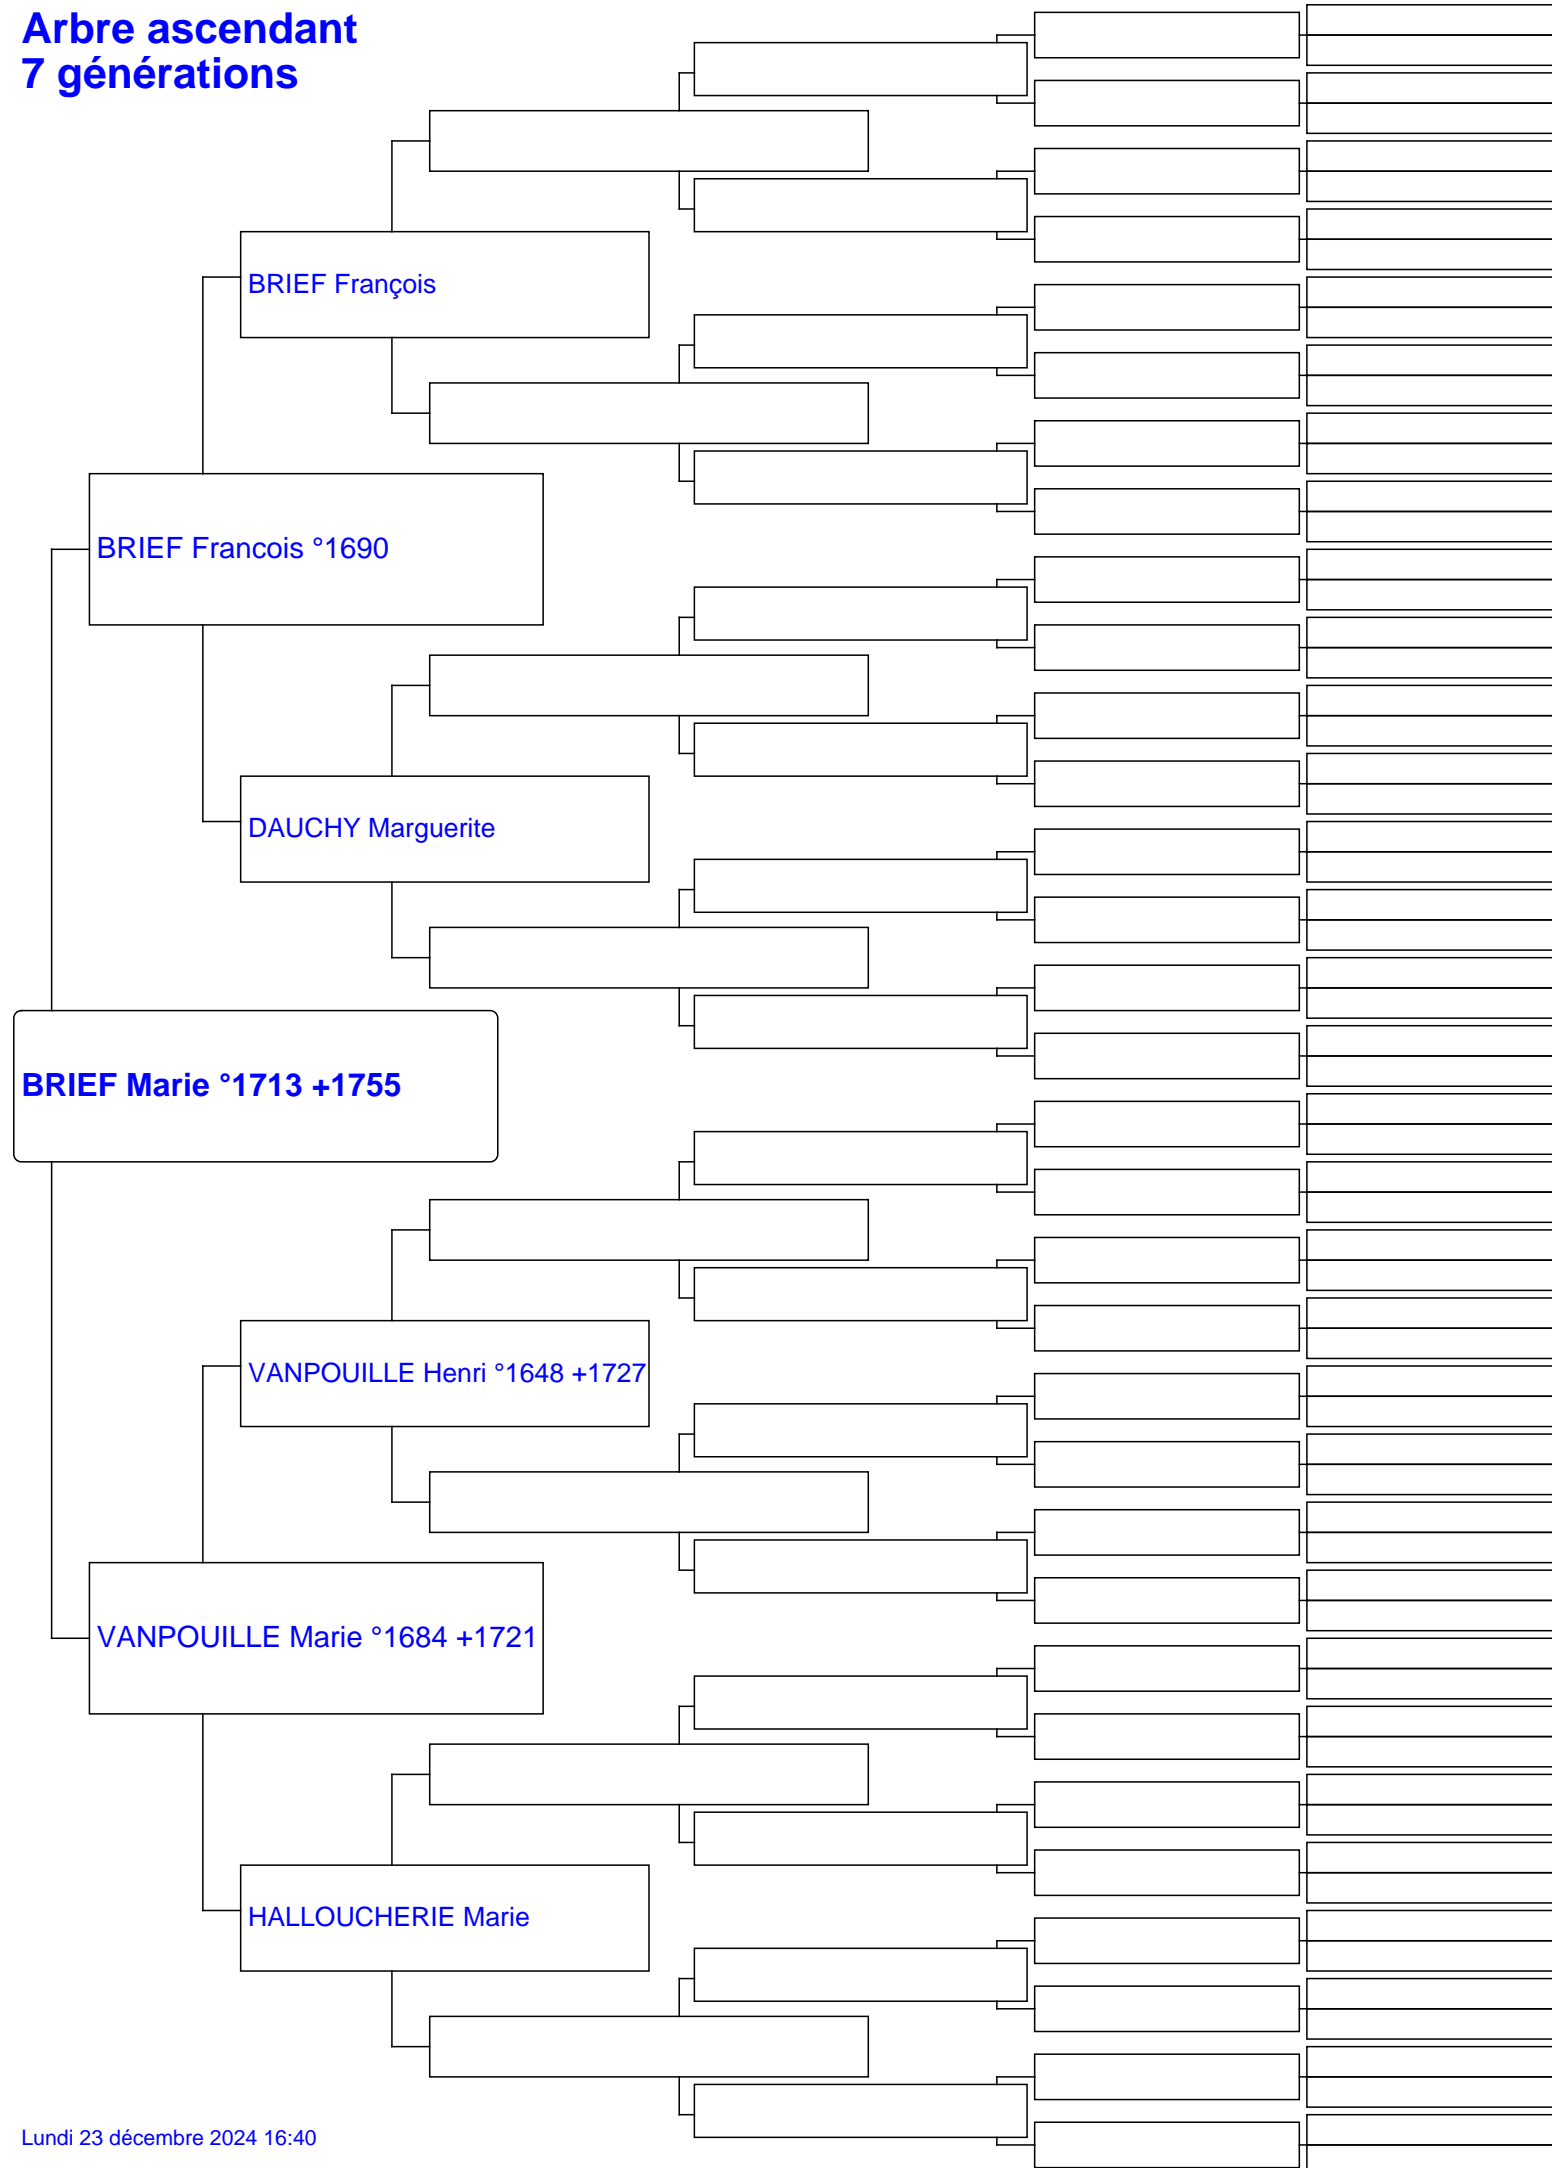 Arbre ascendant
7 générations
BRIEF François
BRIEF Francois °1690
DAUCHY Marguerite
BRIEF Marie °1713 +1755
VANPOUILLE Henri °1648 +1727
VANPOUILLE Marie °1684 +1721
HALLOUCHERIE Marie
Lundi 23 décembre 2024 16:40